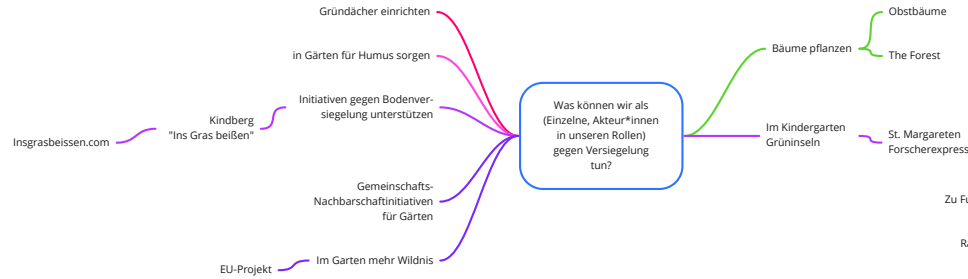 Gründächer einrichten
in Gärten für Humus sorgen
Initiativen gegen Bodenver-
siegelung unterstützen
Kindberg
"Ins Gras beißen"
Insgrasbeissen.com
Gemeinschafts-
Nachbarschaftinitiativen
für Gärten
Im Garten mehr Wildnis
EU-Projekt
Was können wir als
(Einzelne, Akteur*innen
in unseren Rollen)
gegen Versiegelung
tun?
Bäume pflanzen
Obstbäume
The Forest
Im Kindergarten
Grüninseln
St. Margareten
Forscherexpress
Zu